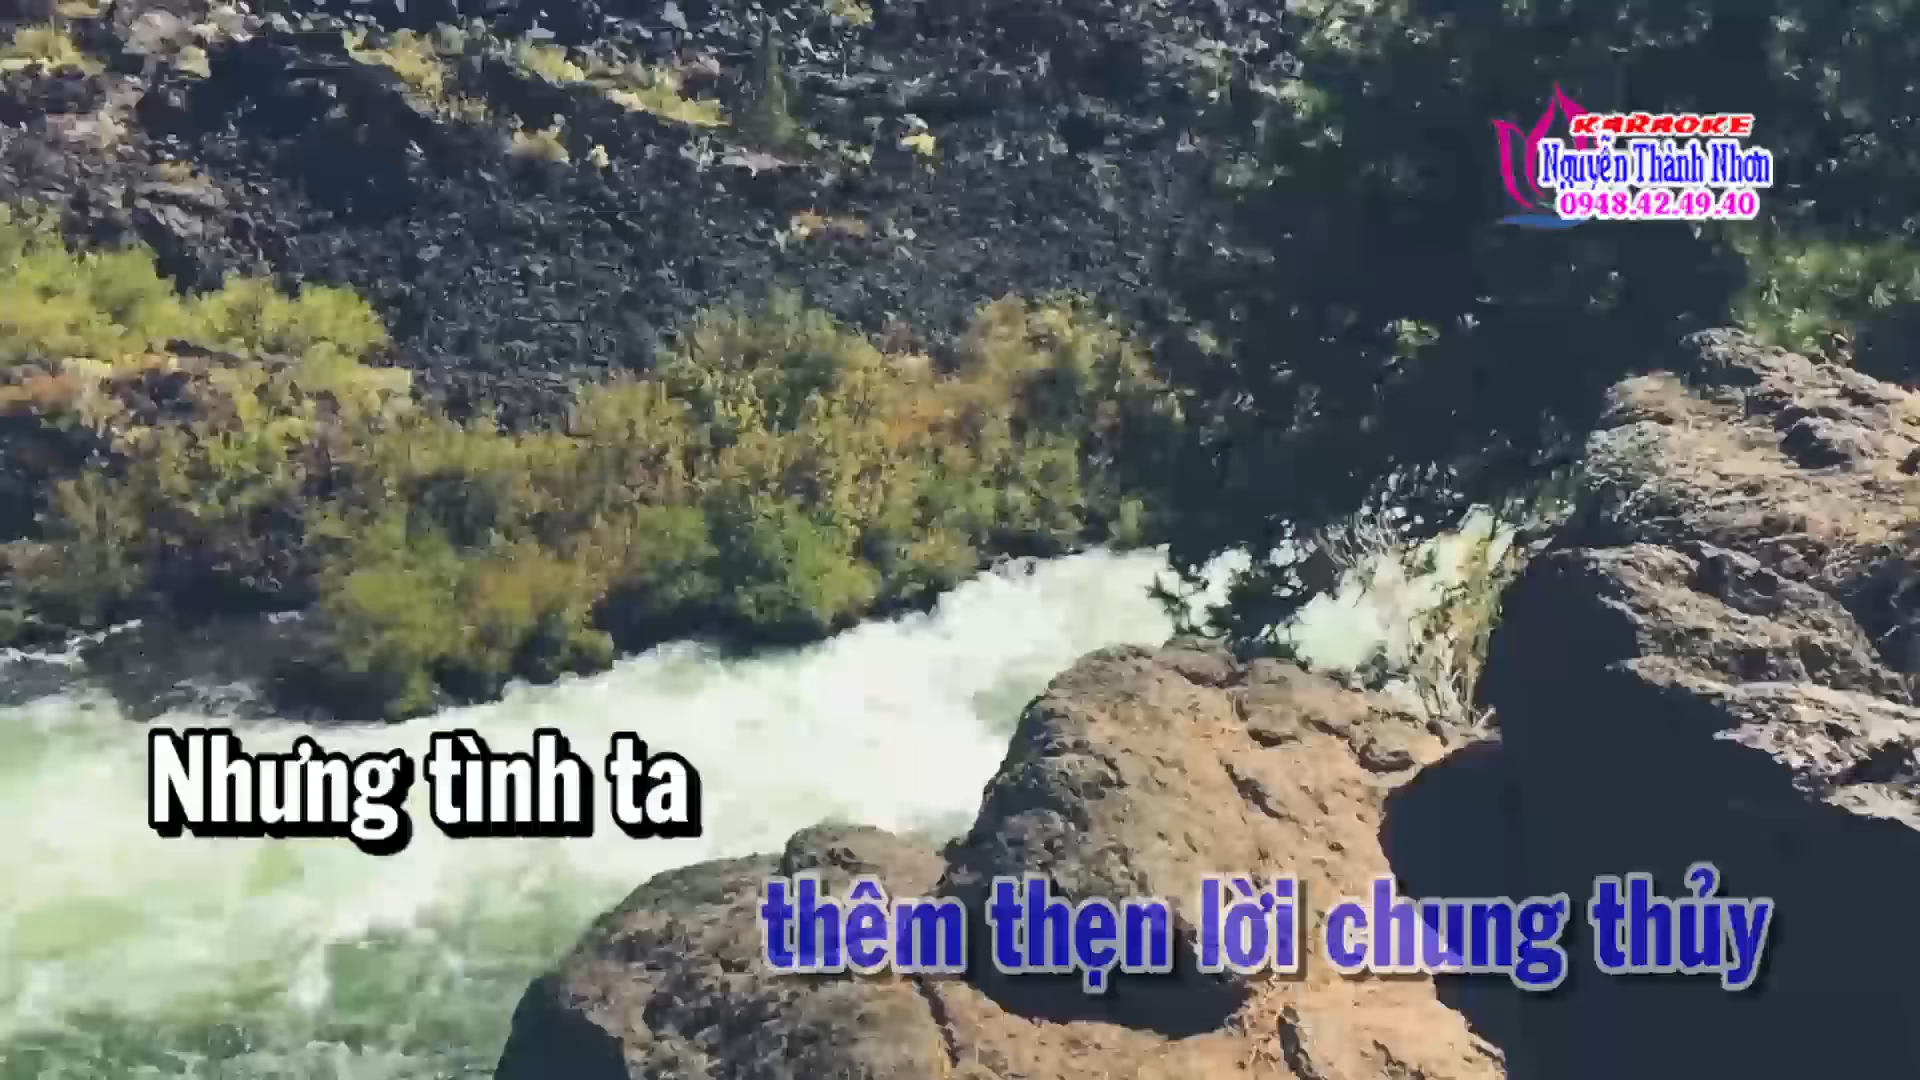 KARAOKE
Nguyễn Thành Nhơn
0948.42.49.40
Nhưng tình ta
thêm thẹn lời chung thủy